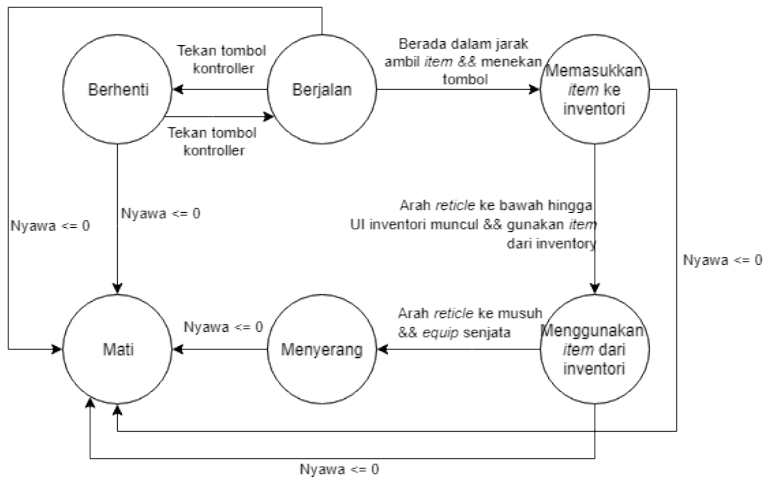 Tekan tombol
kontroller
Berada dalam jarak
ambil item && menekan
tombol
Berhenti
Berjalan
Memasukkan
item ke
inventori
Tekan tombol
kontroller
Nyawa <= 0
Nyawa <= 0
Arah reticle ke bawah hingga
UI inventori muncul && gunakan item
dari inventory
Nyawa <= 0
Nyawa <= 0
Arah reticle ke musuh
&& equip senjata
Mati
Menyerang
Menggunakan
item dari
inventori
Nyawa <= 0